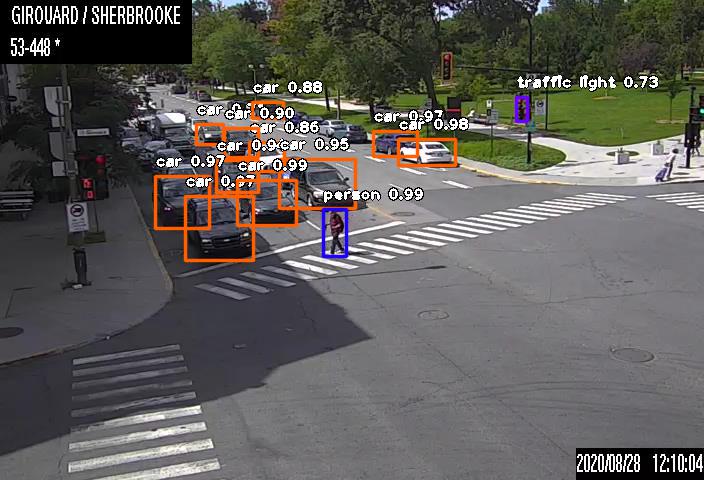 GIROUARD / SHERBROOKE
53-448 *
car 0.88
traffic light 0.73
car 0.90
car 0.86
car 0.97
car 0.98
car 0.95
car 0.97
car 0.99
car 0.97
person 0.99
2020/08/28 12:10:04